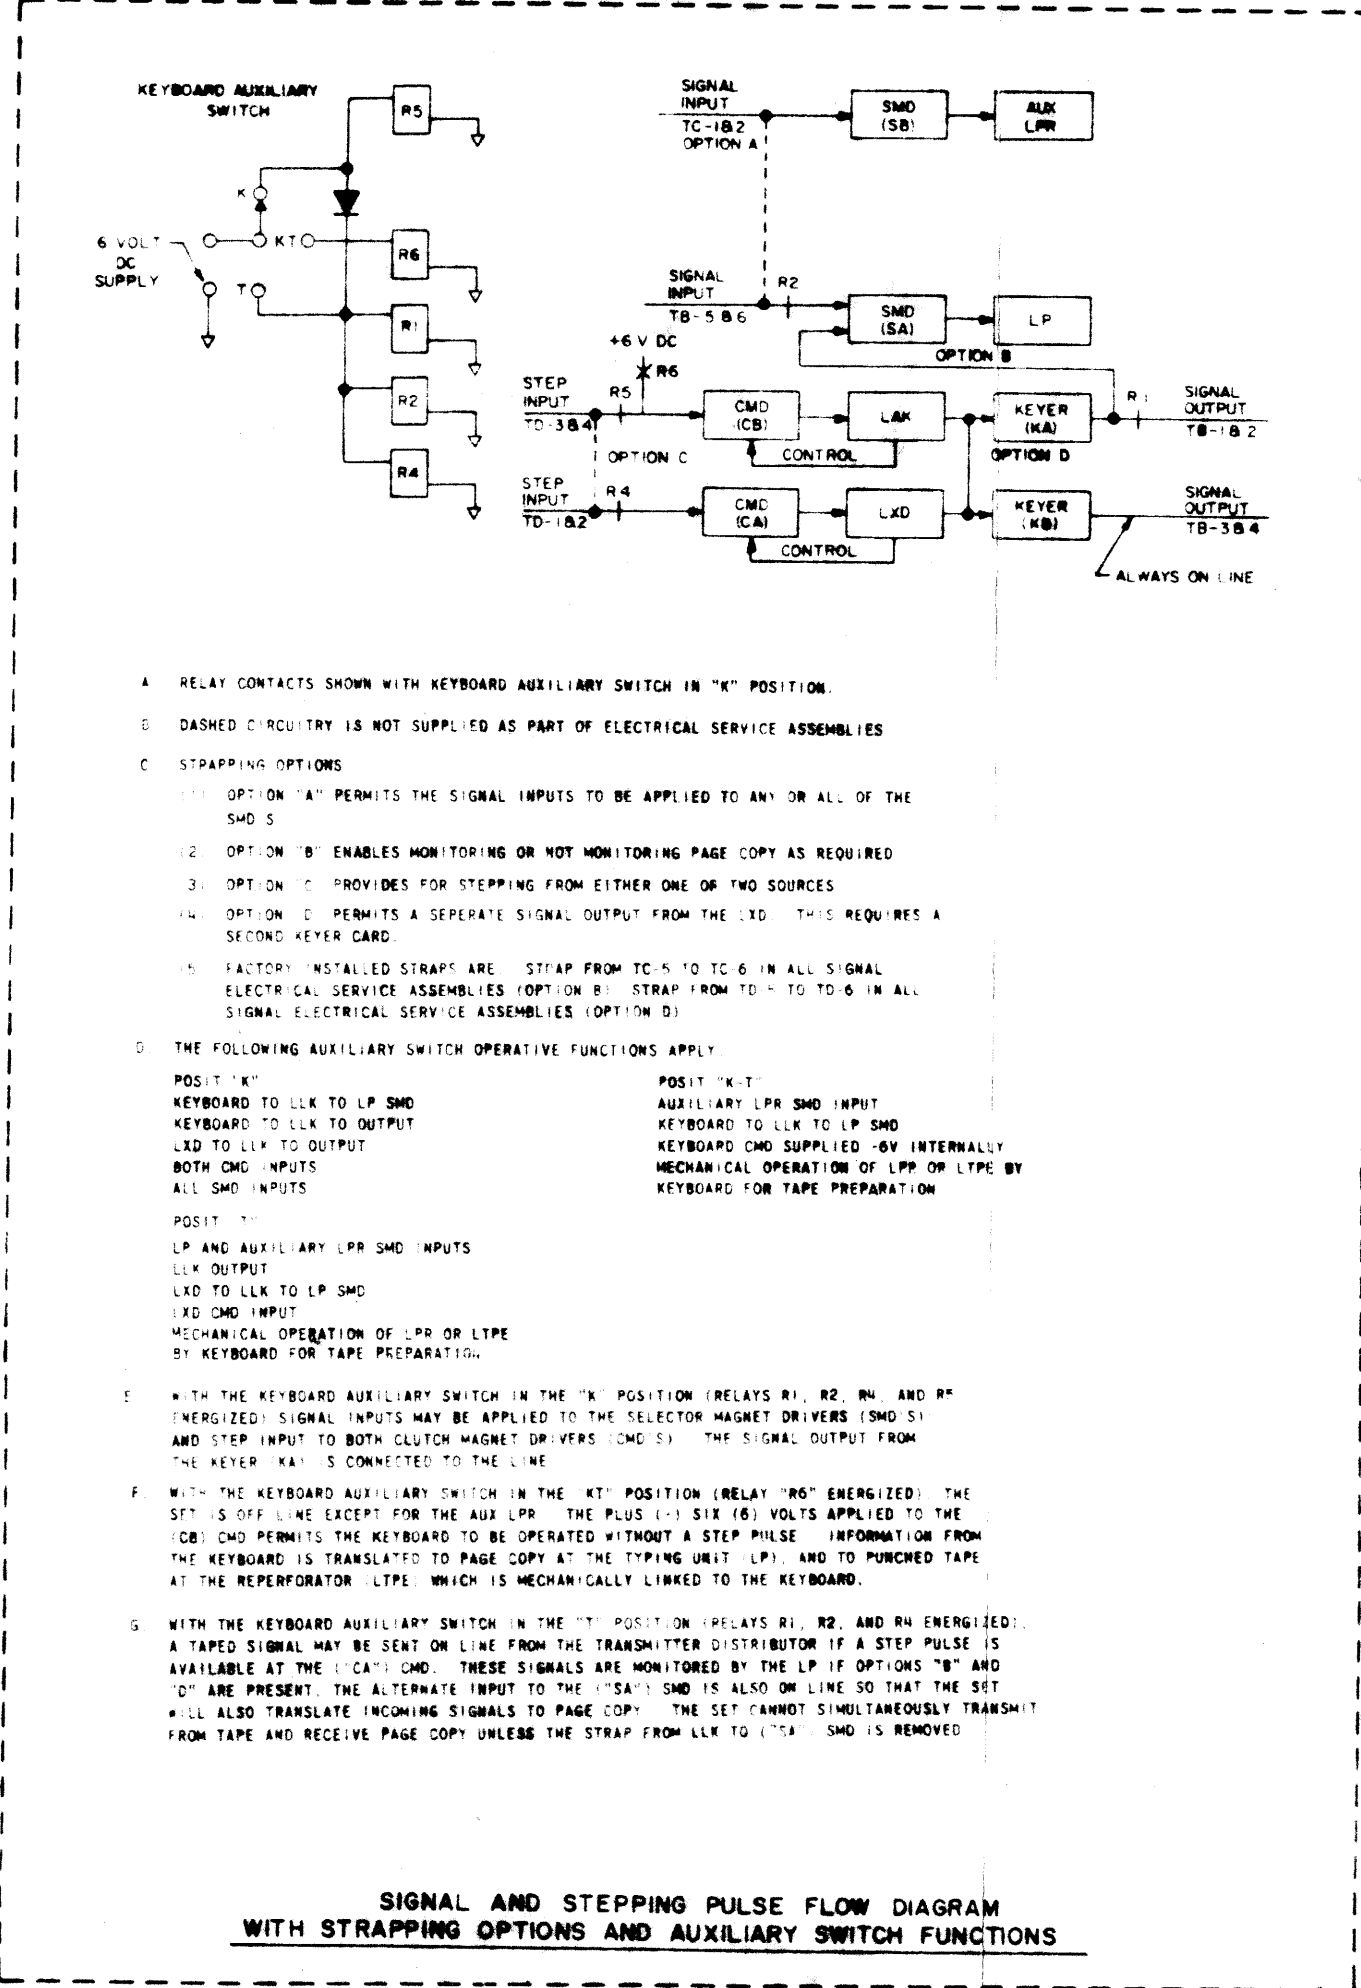 KEYBOARD AUXILIARY
SWITCH
R5
K
6 VOLT
DC
SUPPLY
KT
R6
T
R1
R2
R4
SIGNAL
INPUT
TC-1&2
OPTION A
SMD
(SB)
AUX
LPR
SIGNAL
INPUT
TB-5&6
R2
SMD
(SA)
LP
OPTION B
+6 V DC
R6
STEP
INPUT
TD-3&4
R5
CMD
(CB)
LAK
CONTROL
KEYER
(KA)
OPTION D
R1
SIGNAL
OUTPUT
TB-1&2
OPTION C
STEP
INPUT
TD-1&2
R4
CMD
(CA)
LXD
CONTROL
KEYER
(KB)
SIGNAL
OUTPUT
TB-3&4
ALWAYS ON LINE
A RELAY CONTACTS SHOWN WITH KEYBOARD AUXILIARY SWITCH IN "K" POSITION.
B DASHED CIRCUITRY IS NOT SUPPLIED AS PART OF ELECTRICAL SERVICE ASSEMBLIES
C STRAPPING OPTIONS
OPTION "A" PERMITS THE SIGNAL INPUTS TO BE APPLIED TO ANY OR ALL OF THE
SMD S
(2. OPTION "B" ENABLES MONITORING OR NOT MONITORING PAGE COPY AS REQUIRED
3) OPTION "C PROVIDES FOR STEPPING FROM EITHER ONE OF TWO SOURCES
(4) OPTION D PERMITS A SEPERATE SIGNAL OUTPUT FROM THE LXD. THIS REQUIRES A
SECOND KEYER CARD.
(5 FACTORY INSTALLED STRAPS ARE STRAP FROM TC-5 TO TC-6 IN ALL SIGNAL
ELECTRICAL SERVICE ASSEMBLIES (OPTION B) STRAP FROM TD-5 TO TD-6 IN ALL
SIGNAL ELECTRICAL SERVICE ASSEMBLIES (OPTION D)
D. THE FOLLOWING AUXILIARY SWITCH OPERATIVE FUNCTIONS APPLY
POSIT "K"
KEYBOARD TO LLK TO LP SMD
KEYBOARD TO LLK TO OUTPUT
LXD TO LLK TO OUTPUT
BOTH CMD INPUTS
ALL SMD INPUTS
POSIT "K-T"
AUXILIARY LPR SMD INPUT
KEYBOARD TO LLK TO LP SMD
KEYBOARD CMD SUPPLIED -6V INTERNALLY
MECHANICAL OPERATION OF LPR OR LTPE BY
KEYBOARD FOR TAPE PREPARATION
POSIT "T"
LP AND AUXILIARY LPR SMD INPUTS
LLK OUTPUT
LXD TO LLK TO LP SMD
LXD CMD INPUT
MECHANICAL OPERATION OF LPR OR LTPE
BY KEYBOARD FOR TAPE PREPARATION
E WITH THE KEYBOARD AUXILIARY SWITCH IN THE "K" POSITION (RELAYS R1, R2, R4, AND R5
ENERGIZED) SIGNAL INPUTS MAY BE APPLIED TO THE SELECTOR MAGNET DRIVERS (SMD'S)
AND STEP INPUT TO BOTH CLUTCH MAGNET DRIVERS (CMD'S) THE SIGNAL OUTPUT FROM
THE KEYER (KA) IS CONNECTED TO THE LINE
F. WITH THE KEYBOARD AUXILIARY SWITCH IN THE "KT" POSITION (RELAY "R6" ENERGIZED), THE
SET IS OFF LINE EXCEPT FOR THE AUX LPR THE PLUS (+) SIX (6) VOLTS APPLIED TO THE
(CB) CMD PERMITS THE KEYBOARD TO BE OPERATED WITHOUT A STEP PULSE INFORMATION FROM
THE KEYBOARD IS TRANSLATED TO PAGE COPY AT THE TYPING UNIT (LP), AND TO PUNCHED TAPE
AT THE REPERFORATOR (LTPE) WHICH IS MECHANICALLY LINKED TO THE KEYBOARD.
G. WITH THE KEYBOARD AUXILIARY SWITCH IN THE "T" POSITION (RELAYS R1, R2, AND R4 ENERGIZED),
A TAPED SIGNAL MAY BE SENT ON LINE FROM THE TRANSMITTER DISTRIBUTOR IF A STEP PULSE IS
AVAILABLE AT THE ("CA") CMD. THESE SIGNALS ARE MONITORED BY THE LP IF OPTIONS "B" AND
"D" ARE PRESENT. THE ALTERNATE INPUT TO THE ("SA") SMD IS ALSO ON LINE SO THAT THE SET
WILL ALSO TRANSLATE INCOMING SIGNALS TO PAGE COPY THE SET CANNOT SIMULTANEOUSLY TRANSMIT
FROM TAPE AND RECEIVE PAGE COPY UNLESS THE STRAP FROM LLK TO ("SA") SMD IS REMOVED
SIGNAL AND STEPPING PULSE FLOW DIAGRAM
WITH STRAPPING OPTIONS AND AUXILIARY SWITCH FUNCTIONS